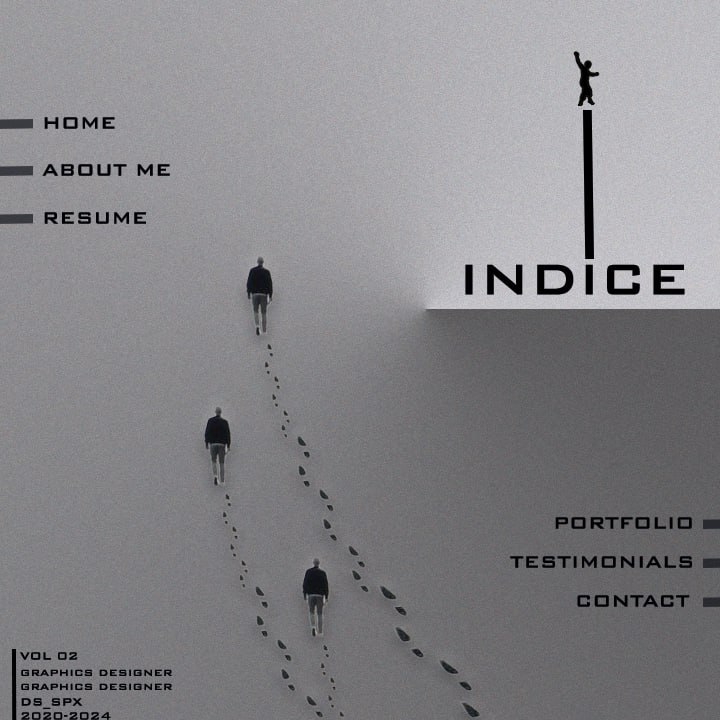 HOME
ABOUT ME
RESUME
INDICE
PORTFOLIO
TESTIMONIALS
CONTACT
VOL 02
GRAPHICS DESIGNER
GRAPHICS DESIGNER
DS_SPX
2020-2024